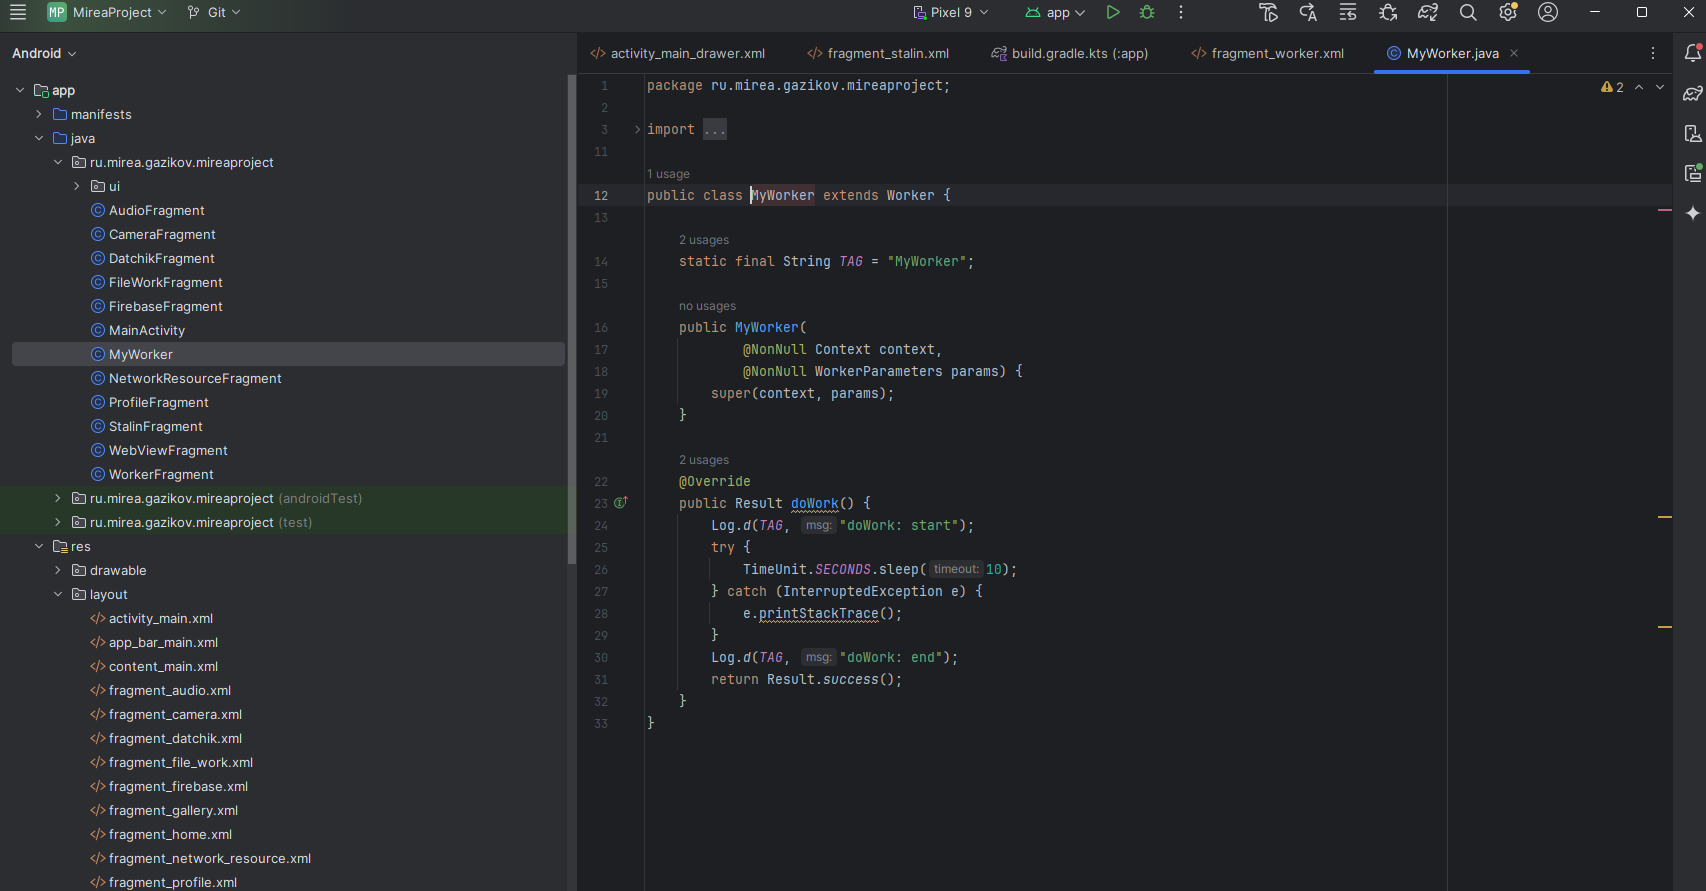 MP MireaProject Git Pixel 9 app
Android
app
manifests
java
ru.mirea.gazikov.mireaproject
ui
AudioFragment
CameraFragment
DatchikFragment
FileWorkFragment
FirebaseFragment
MainActivity
MyWorker
NetworkResourceFragment
ProfileFragment
StalinFragment
WebViewFragment
WorkerFragment
ru.mirea.gazikov.mireaproject (androidTest)
ru.mirea.gazikov.mireaproject (test)
res
drawable
layout
activity_main.xml
app_bar_main.xml
content_main.xml
fragment_audio.xml
fragment_camera.xml
fragment_datchik.xml
fragment_file_work.xml
fragment_firebase.xml
fragment_gallery.xml
fragment_home.xml
fragment_network_resource.xml
fragment_profile.xml
activity_main_drawer.xml fragment_stalin.xml build.gradle.kts (:app) fragment_worker.xml MyWorker.java
2
1 package ru.mirea.gazikov.mireaproject;
2
3 import ...
11
1 usage
12 public class MyWorker extends Worker {
13
2 usages
14 static final String TAG = "MyWorker";
15
no usages
16 public MyWorker(
17 @NonNull Context context,
18 @NonNull WorkerParameters params) {
19 super(context, params);
20 }
21
2 usages
22 @Override
23 public Result doWork() {
24 Log.d(TAG, msg: "doWork: start");
25 try {
26 TimeUnit.SECONDS.sleep( timeout: 10);
27 } catch (InterruptedException e) {
28 e.printStackTrace();
29 }
30 Log.d(TAG, msg: "doWork: end");
31 return Result.success();
32 }
33 }